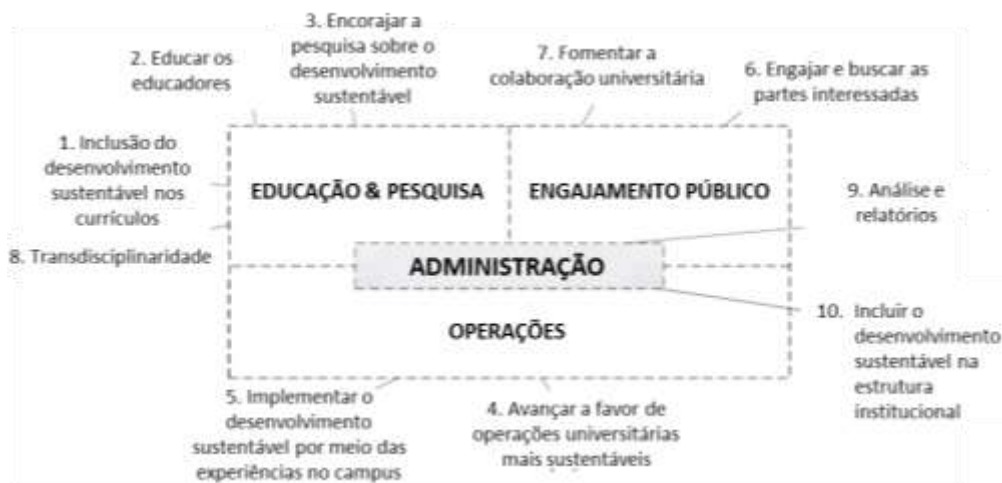 3. Encorajar a
pesquisa sobre o
desenvolvimento
sustentável
2. Educar os
educadores
7. Fomentar a
colaboração universitária
6. Engajar e buscar as
partes interessadas
1. Inclusão do
desenvolvimento
sustentável nos
currículos
EDUCAÇÃO & PESQUISA
ENGAJAMENTO PÚBLICO
9. Análise e
relatórios
8. Transdisciplinaridade
ADMINISTRAÇÃO
OPERAÇÕES
10. Incluir o
desenvolvimento
sustentável na
estrutura
institucional
5. Implementar o
desenvolvimento
sustentável por meio das
experiências no campus
4. Avançar a favor de
operações universitárias
mais sustentáveis